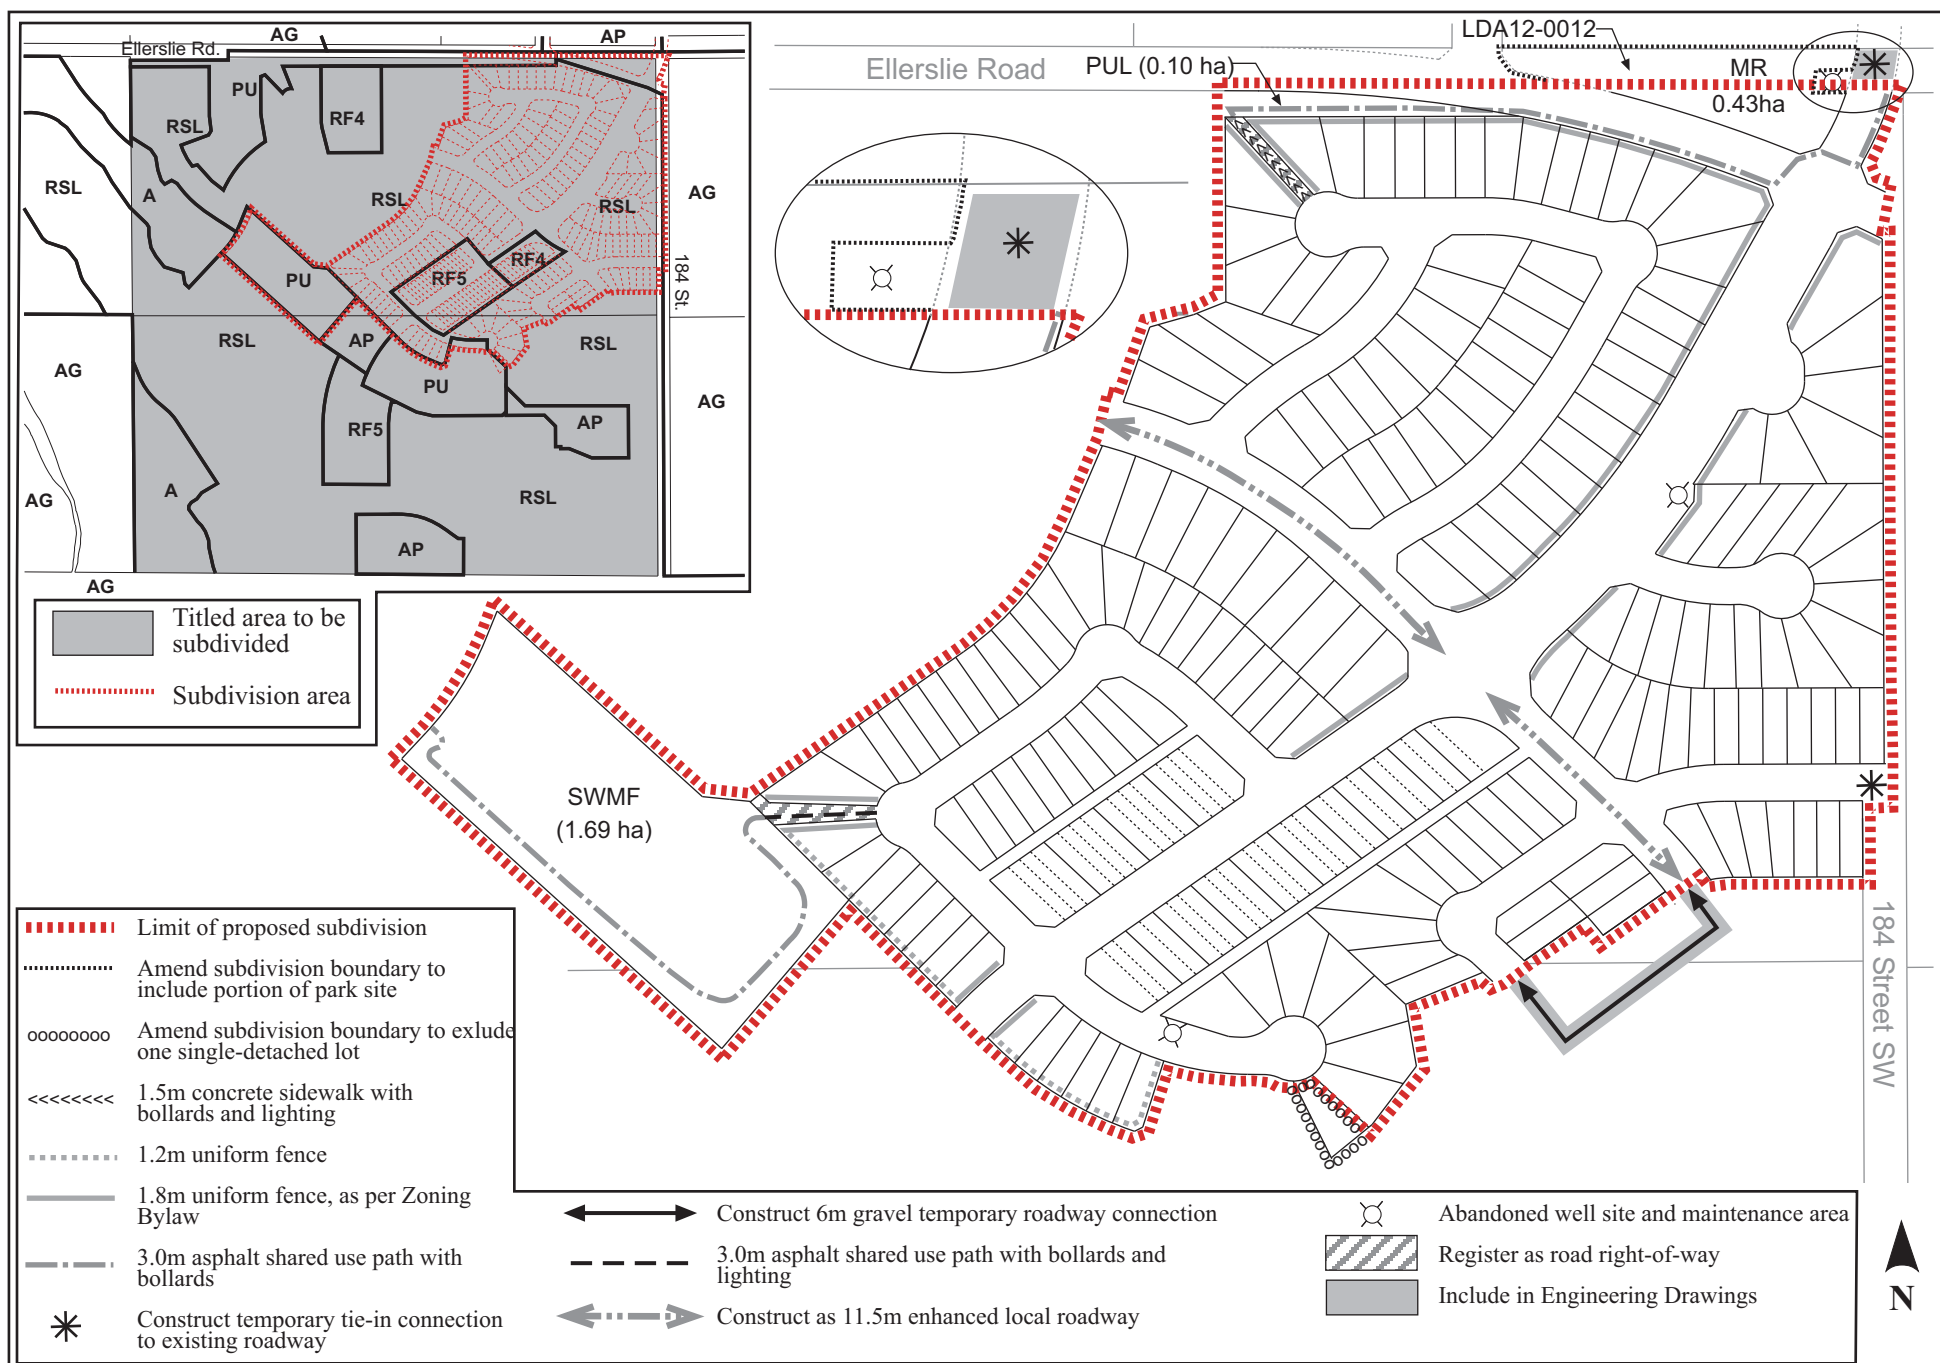 AG
AP
Ellerslie Rd.
PU
RF4
RSL
RSL
A
RSL
RSL
AG
RF4
RF5
PU
184 St.
RSL
AP
RSL
AG
PU
AG
RF5
AP
AG
A
RSL
AP
AG
Titled area to be
subdivided
Subdivision area
Ellerslie Road
PUL (0.10 ha)
LDA12-0012
MR
0.43ha
SWMF
(1.69 ha)
184 Street SW
Limit of proposed subdivision
Amend subdivision boundary to
include portion of park site
Amend subdivision boundary to exlude
one single-detached lot
1.5m concrete sidewalk with
bollards and lighting
1.2m uniform fence
1.8m uniform fence, as per Zoning
Bylaw
3.0m asphalt shared use path with
bollards
Construct temporary tie-in connection
to existing roadway
Construct 6m gravel temporary roadway connection
3.0m asphalt shared use path with bollards and
lighting
Construct as 11.5m enhanced local roadway
Abandoned well site and maintenance area
Register as road right-of-way
Include in Engineering Drawings
N